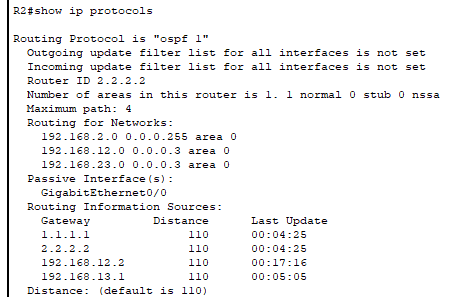 R2#show ip protocols
Routing Protocol is "ospf 1"
Outgoing update filter list for all interfaces is not set
Incoming update filter list for all interfaces is not set
Router ID 2.2.2.2
Number of areas in this router is 1. 1 normal 0 stub 0 nssa
Maximum path: 4
Routing for Networks:
192.168.2.0 0.0.0.255 area 0
192.168.12.0 0.0.0.3 area 0
192.168.23.0 0.0.0.3 area 0
Passive Interface(s):
GigabitEthernet0/0
Routing Information Sources:
Gateway Distance Last Update
1.1.1.1 110 00:04:25
2.2.2.2 110 00:04:25
192.168.12.2 110 00:17:16
192.168.13.1 110 00:05:05
Distance: (default is 110)